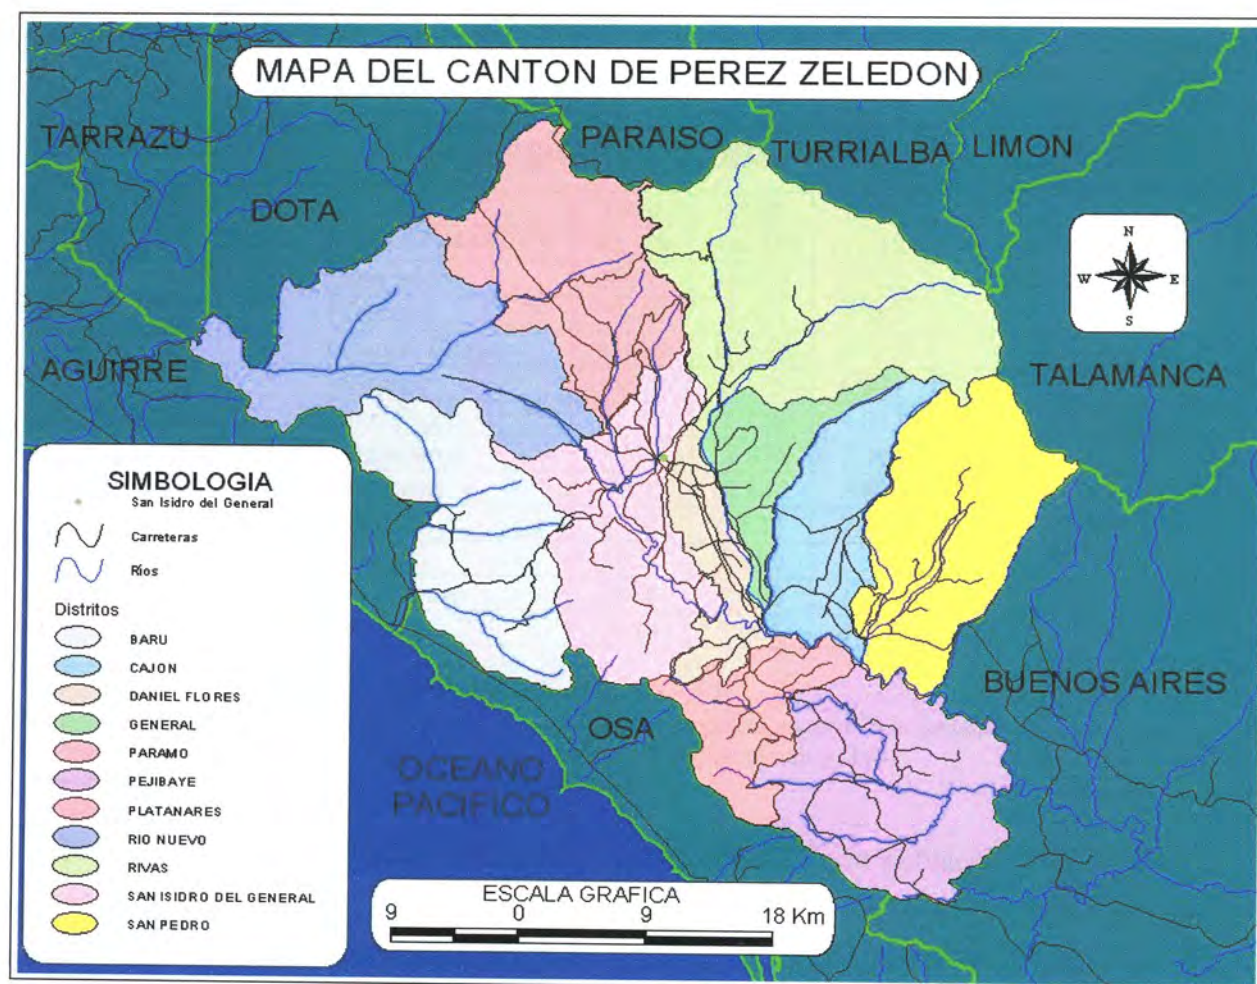 MAPA DEL CANTON DE PEREZ ZELEDON
TARRAZU
PARAISO
TURRIALBA
LIMON
DOTA
N
W
E
S
AGUIRRE
TALAMANCA
SIMBOLOGIA
San Isidro del General
Carreteras
Ríos
Distritos
BARU
CAJON
DANIEL FLORES
GENERAL
PARAMO
PEJIBAYE
PLATANARES
RIO NUEVO
RIVAS
SAN ISIDRO DEL GENERAL
SAN PEDRO
BUENOS AIRES
OSA
OCEANO
PACIFICO
ESCALA GRAFICA
9 0 9 18 Km